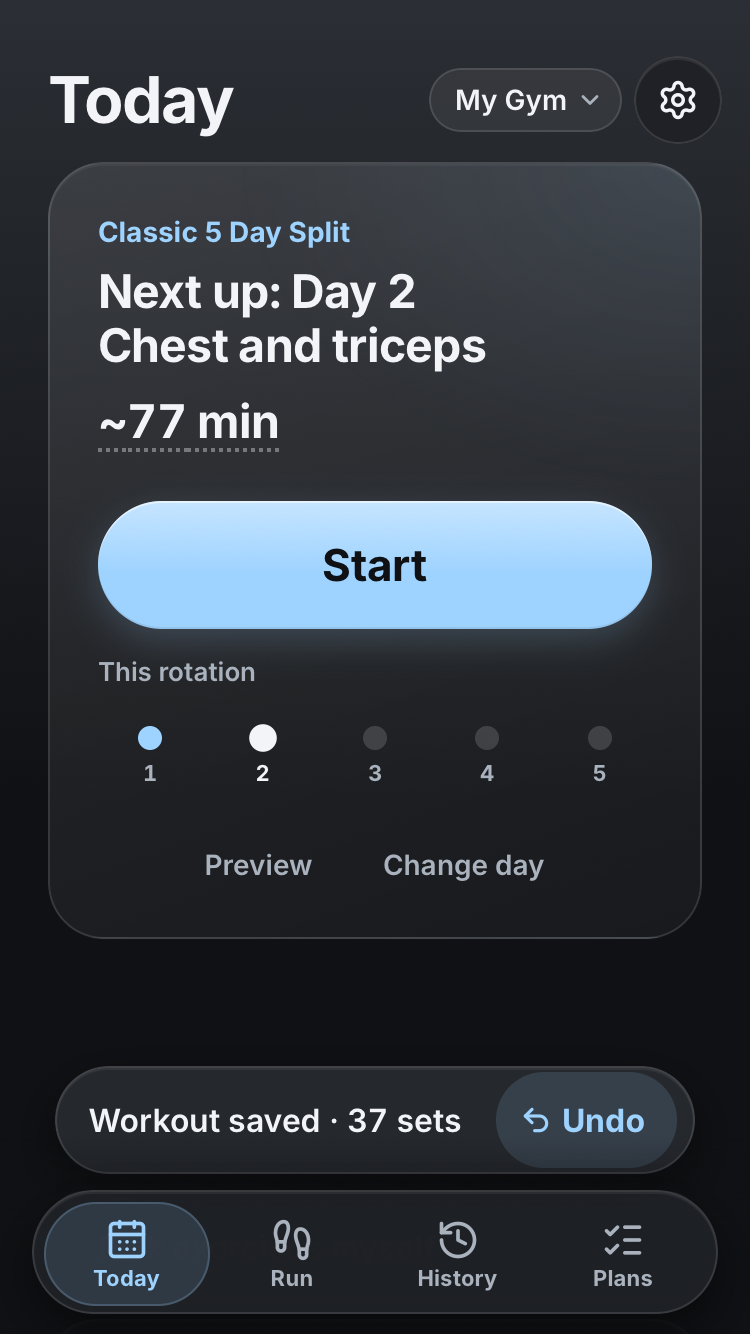 Today
My Gym
Classic 5 Day Split
Next up: Day 2
Chest and triceps
~77 min
Start
This rotation
1 2 3 4 5
Preview Change day
Workout saved · 37 sets Undo
Today Run History Plans